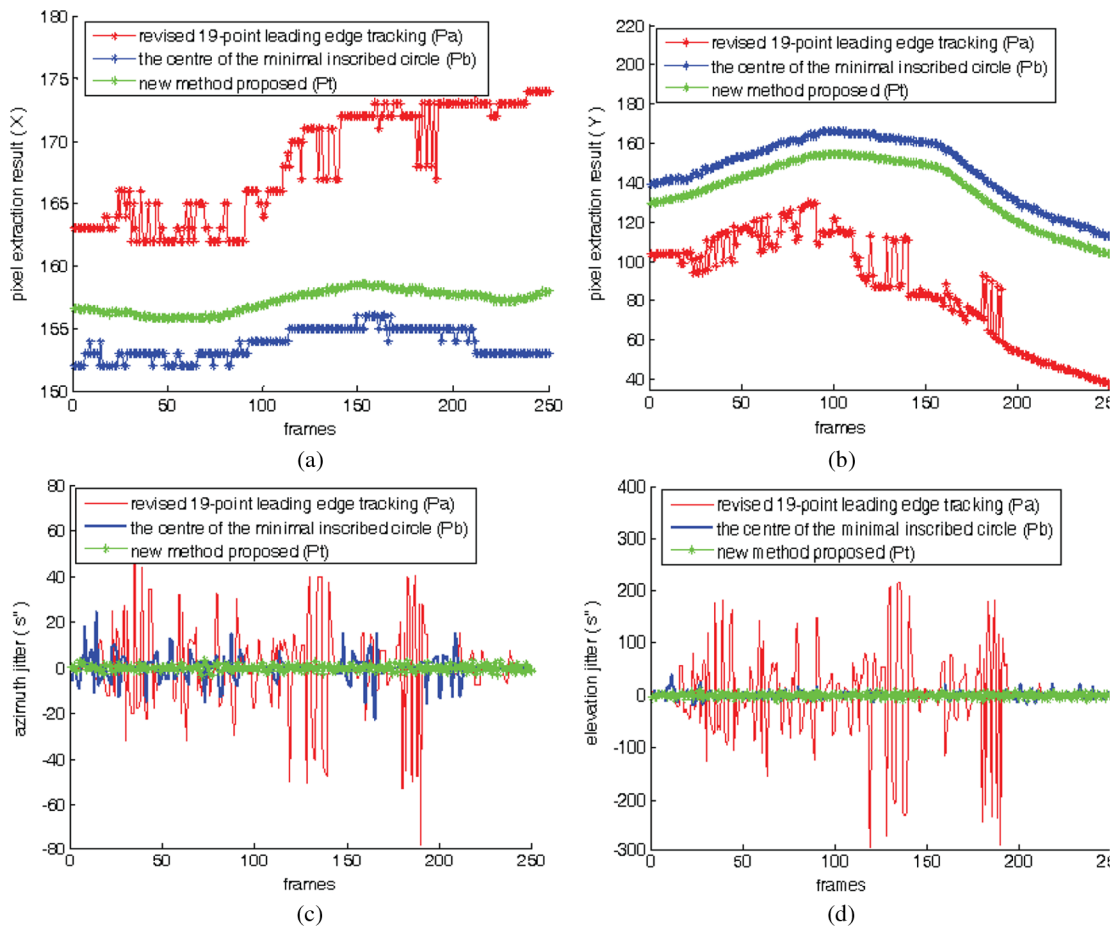 180
revised 19-point leading edge tracking (Pa)
the centre of the minimal inscribed circle (Pb)
new method proposed (Pt)
175
170
165
160
155
150
0 50 100 150 200 250
pixel extraction result ( X )
frames
(a)
220
revised 19-point leading edge tracking (Pa)
the centre of the minimal inscribed circle (Pb)
new method proposed (Pt)
200
180
160
140
120
100
80
60
40
0 50 100 150 200 250
pixel extraction result ( Y )
frames
(b)
80
revised 19-point leading edge tracking (Pa)
the centre of the minimal inscribed circle (Pb)
new method proposed (Pt)
60
40
20
0
-20
-40
-60
-80
0 50 100 150 200 250
azimuth jitter ( s'' )
frames
(c)
400
revised 19-point leading edge tracking (Pa)
the centre of the minimal inscribed circle (Pb)
new method proposed (Pt)
300
200
100
0
-100
-200
-300
0 50 100 150 200
elevation jitter ( s'' )
frames
(d)